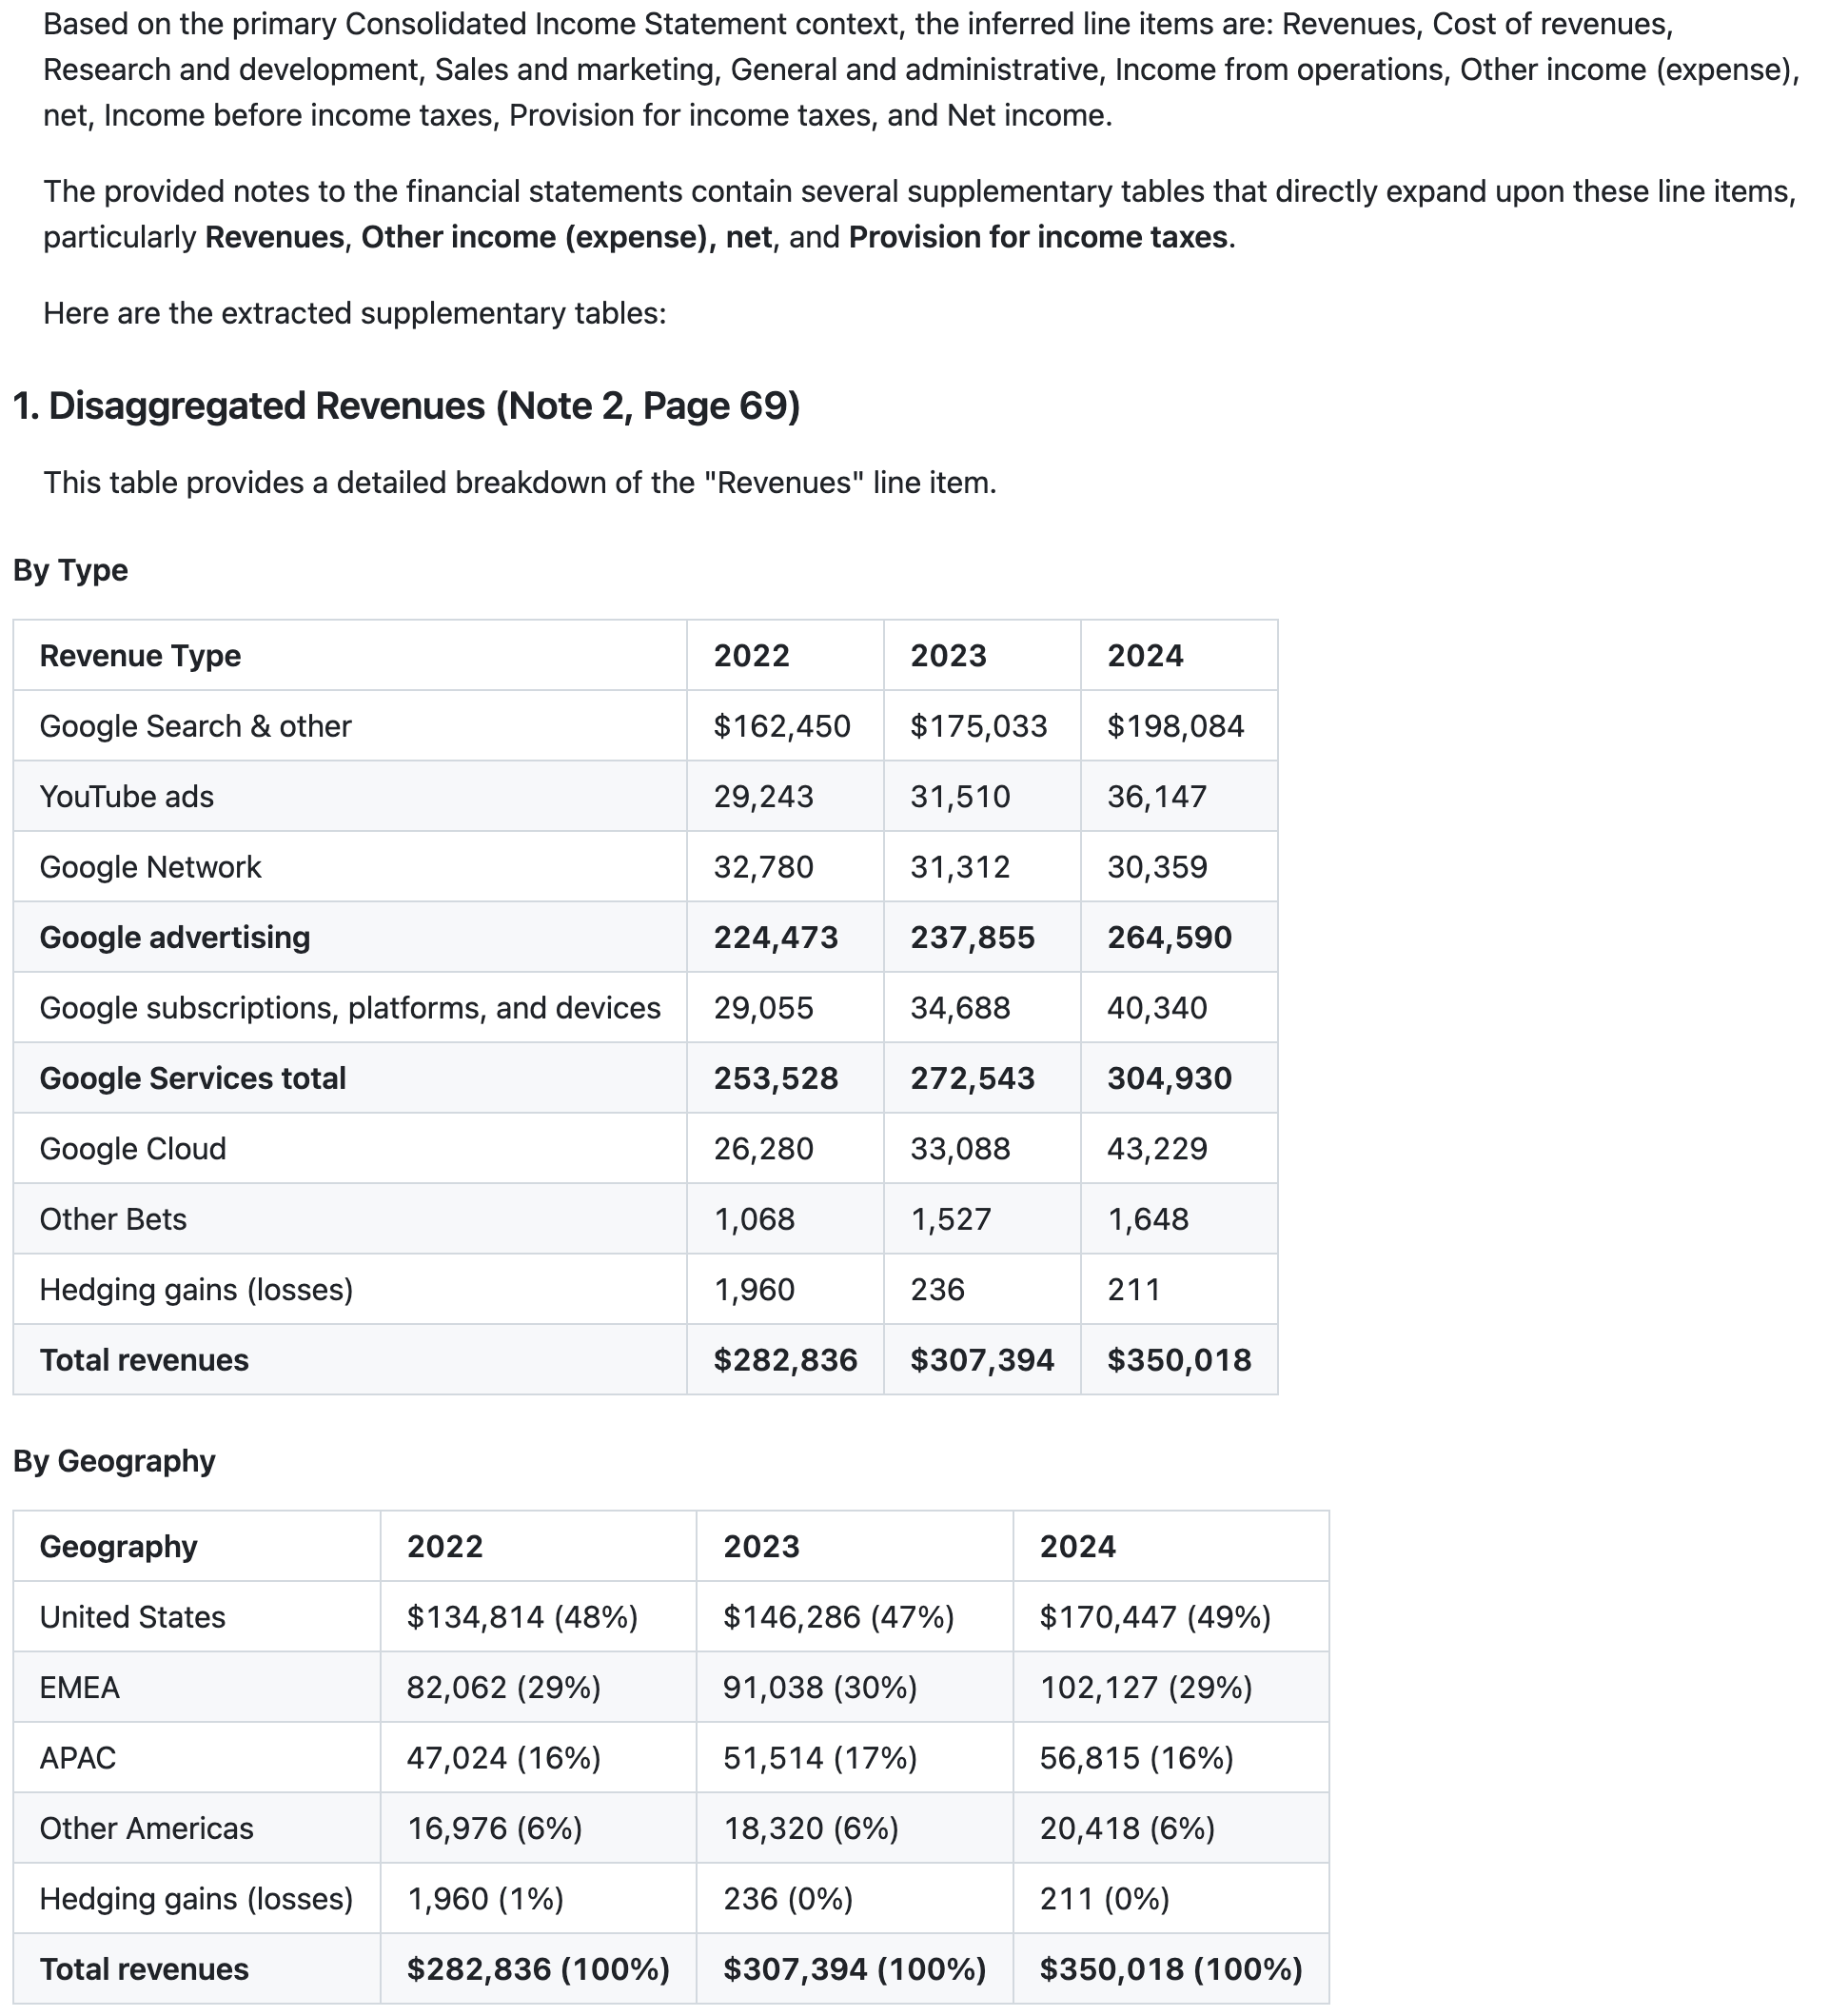 Based on the primary Consolidated Income Statement context, the inferred line items are: Revenues, Cost of revenues,
Research and development, Sales and marketing, General and administrative, Income from operations, Other income (expense),
net, Income before income taxes, Provision for income taxes, and Net income.
The provided notes to the financial statements contain several supplementary tables that directly expand upon these line items,
particularly Revenues, Other income (expense), net, and Provision for income taxes.
Here are the extracted supplementary tables:
1. Disaggregated Revenues (Note 2, Page 69)
This table provides a detailed breakdown of the "Revenues" line item.
By Type
Revenue Type 2022 2023 2024
Google Search & other $162,450 $175,033 $198,084
YouTube ads 29,243 31,510 36,147
Google Network 32,780 31,312 30,359
Google advertising 224,473 237,855 264,590
Google subscriptions, platforms, and devices 29,055 34,688 40,340
Google Services total 253,528 272,543 304,930
Google Cloud 26,280 33,088 43,229
Other Bets 1,068 1,527 1,648
Hedging gains (losses) 1,960 236 211
Total revenues $282,836 $307,394 $350,018
By Geography
Geography 2022 2023 2024
United States $134,814 (48%) $146,286 (47%) $170,447 (49%)
EMEA 82,062 (29%) 91,038 (30%) 102,127 (29%)
APAC 47,024 (16%) 51,514 (17%) 56,815 (16%)
Other Americas 16,976 (6%) 18,320 (6%) 20,418 (6%)
Hedging gains (losses) 1,960 (1%) 236 (0%) 211 (0%)
Total revenues $282,836 (100%) $307,394 (100%) $350,018 (100%)